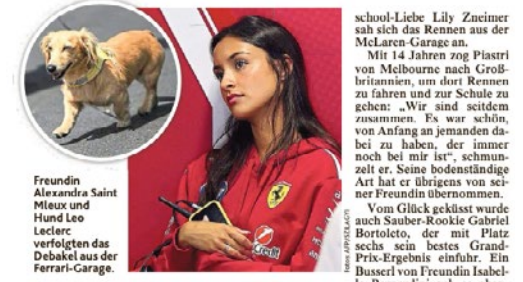 Freundin
Alexandra Saint
Mleux und
Hund Leo
Leclerc
verfolgten das
Debakel aus der
Ferrari-Garage.
Credit
school-Liebe Lily Zneimer
sah sich das Rennen aus der
McLaren-Garage an.
Mit 14 Jahren zog Piastri
von Melbourne nach Groß-
britannien, um dort Rennen
zu fahren und zur Schule zu
gehen: „Wir sind seitdem
zusammen. Es war schön,
von Anfang an jemanden da-
bei zu haben, der immer
noch bei mir ist“, schmun-
zelt er. Seine bodenständige
Art hat er übrigens von sei-
ner Freundin übernommen.
Vom Glück geküsst wurde
auch Sauber-Rookie Gabriel
Bortoleto, der mit Platz
sechs sein bestes Grand-
Prix-Ergebnis einfuhr. Ein
Busserl von Freundin Isabel-